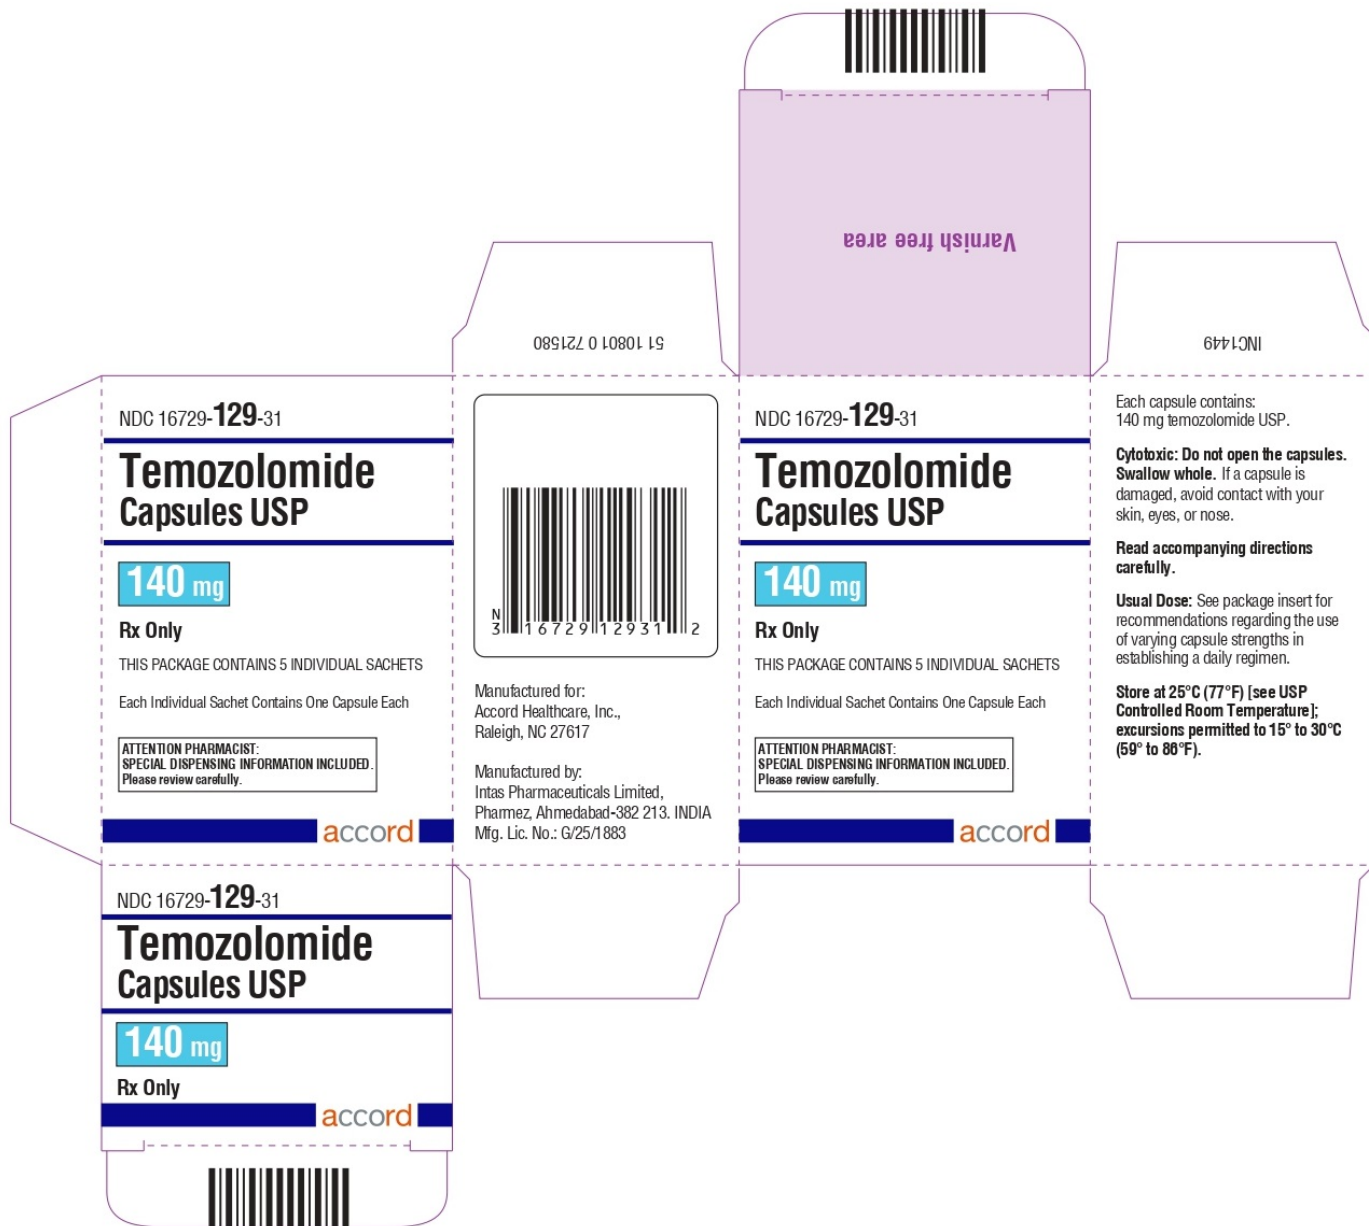 Varnish free area
51 10801 0 721580
INC1449
NDC 16729-129-31
Temozolomide
Capsules USP
140 mg
Rx Only
THIS PACKAGE CONTAINS 5 INDIVIDUAL SACHETS
Each Individual Sachet Contains One Capsule Each
ATTENTION PHARMACIST:
SPECIAL DISPENSING INFORMATION INCLUDED.
Please review carefully.
accord
N
3 16729 12931 2
Manufactured for:
Accord Healthcare, Inc.,
Raleigh, NC 27617
Manufactured by:
Intas Pharmaceuticals Limited,
Pharmez, Ahmedabad-382 213. INDIA
Mfg. Lic. No.: G/25/1883
NDC 16729-129-31
Temozolomide
Capsules USP
140 mg
Rx Only
THIS PACKAGE CONTAINS 5 INDIVIDUAL SACHETS
Each Individual Sachet Contains One Capsule Each
ATTENTION PHARMACIST:
SPECIAL DISPENSING INFORMATION INCLUDED.
Please review carefully.
accord
Each capsule contains:
140 mg temozolomide USP.
Cytotoxic: Do not open the capsules.
Swallow whole. If a capsule is
damaged, avoid contact with your
skin, eyes, or nose.
Read accompanying directions
carefully.
Usual Dose: See package insert for
recommendations regarding the use
of varying capsule strengths in
establishing a daily regimen.
Store at 25°C (77°F) [see USP
Controlled Room Temperature];
excursions permitted to 15° to 30°C
(59° to 86°F).
NDC 16729-129-31
Temozolomide
Capsules USP
140 mg
Rx Only
accord